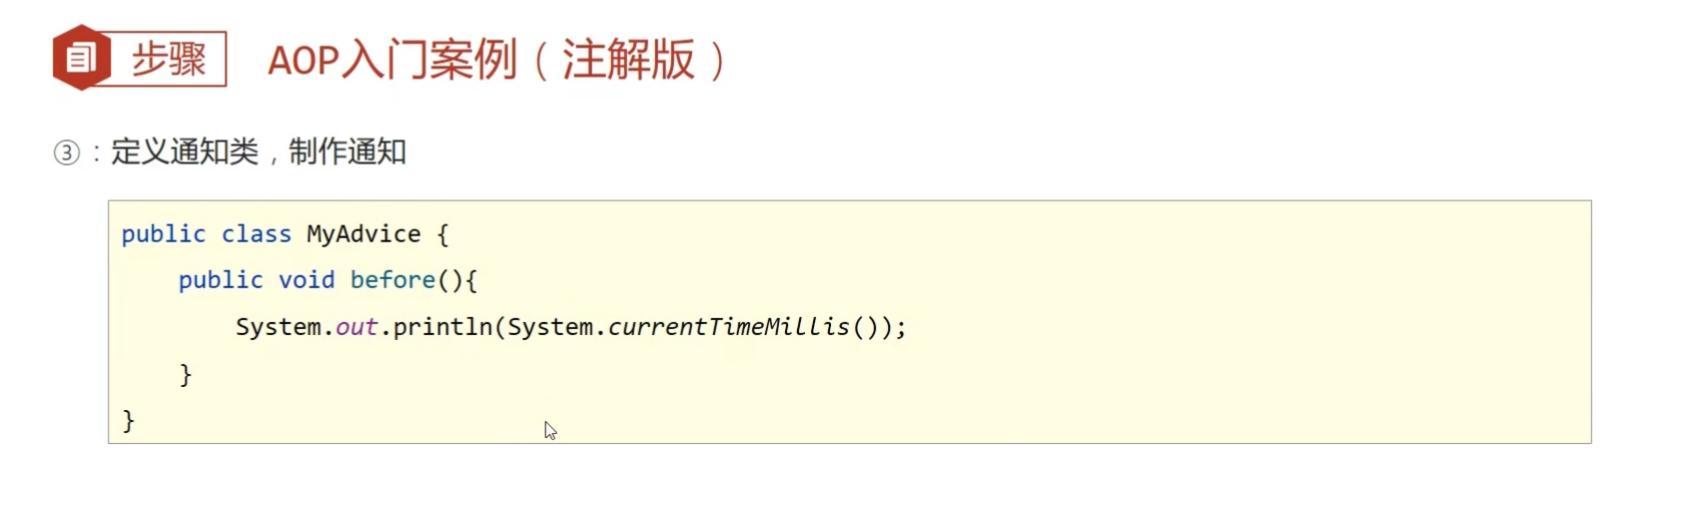 步骤 AOP入门案例（注解版）
③：定义通知类，制作通知
public class MyAdvice {
    public void before(){
        System.out.println(System.currentTimeMillis());
    }
}